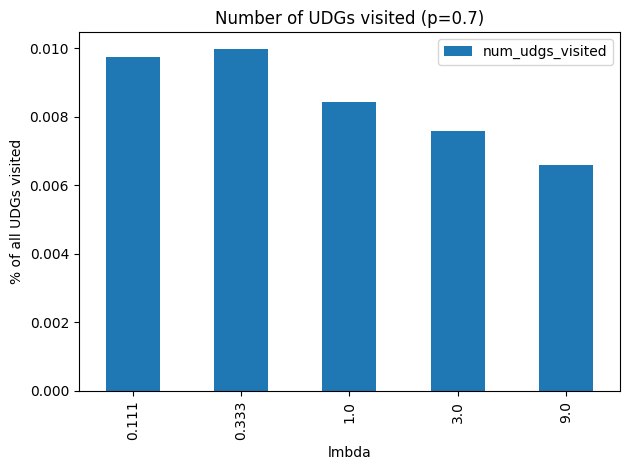 Number of UDGs visited (p=0.7)
num_udgs_visited
% of all UDGs visited
0.010
0.008
0.006
0.004
0.002
0.000
0.111
0.333
1.0
3.0
9.0
lmbda